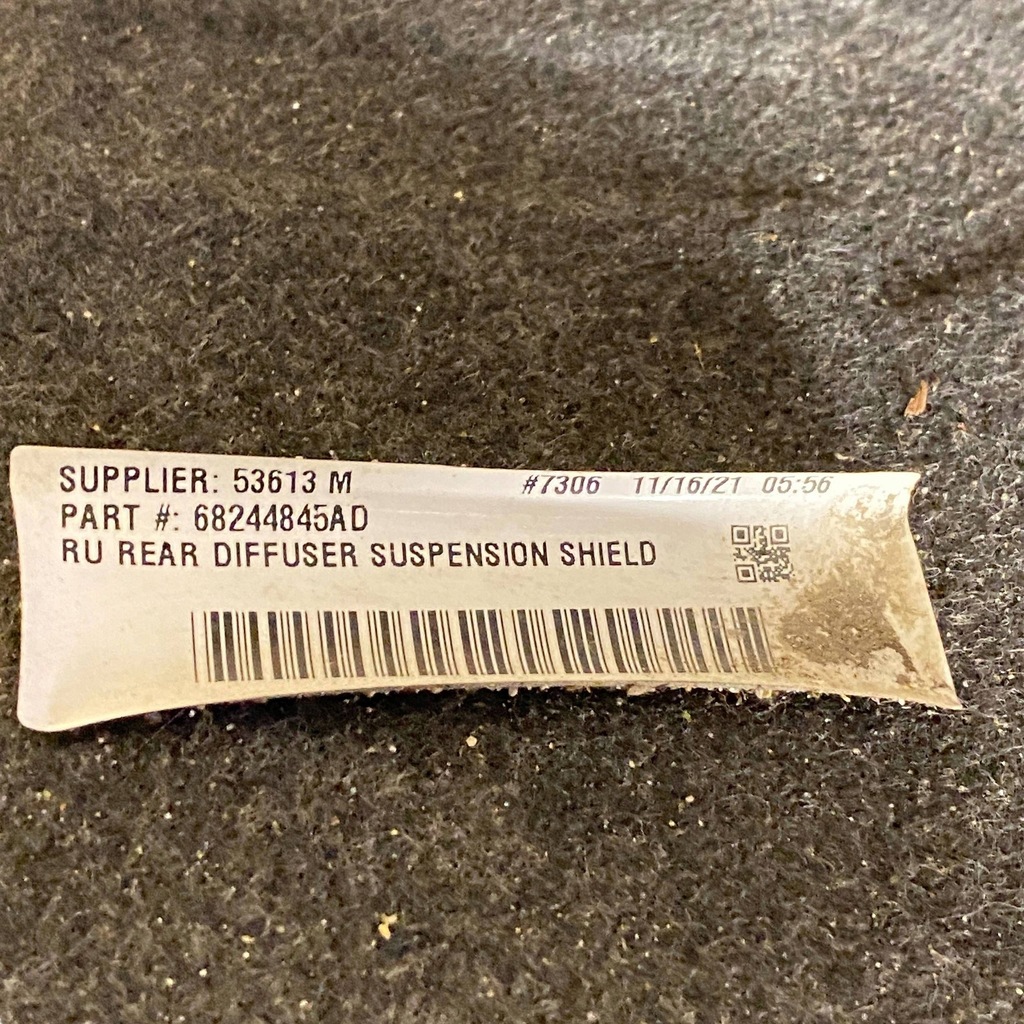 SUPPLIER: 53613 M #7306 11/16/21 05:56
PART #: 68244845AD
RU REAR DIFFUSER SUSPENSION SHIELD